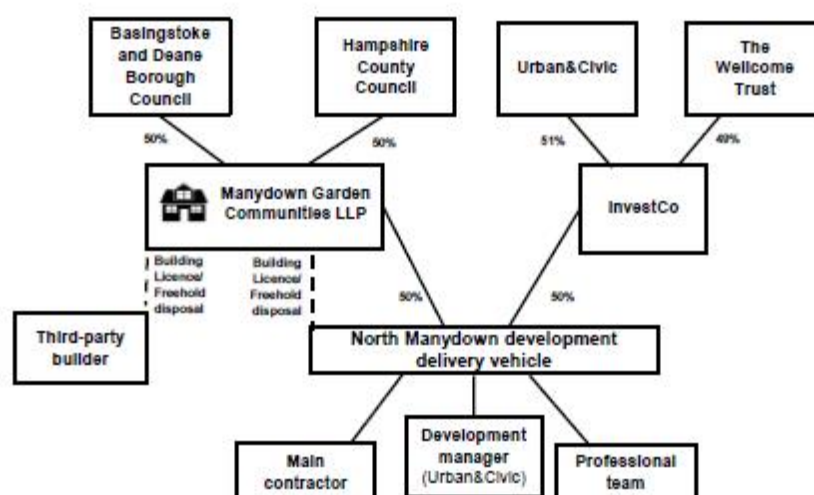 Basingstoke
and Deane
Borough
Council
Hampshire
County
Council
Urban&Civic
The
Wellcome
Trust
50%
50%
51%
49%
Manydown Garden
Communities LLP
InvestCo
Building
Licence/
Freehold
disposal
Building
Licence/
Freehold
disposal
50%
50%
Third-party
builder
North Manydown development
delivery vehicle
Main
contractor
Development
manager
(Urban&Civic)
Professional
team